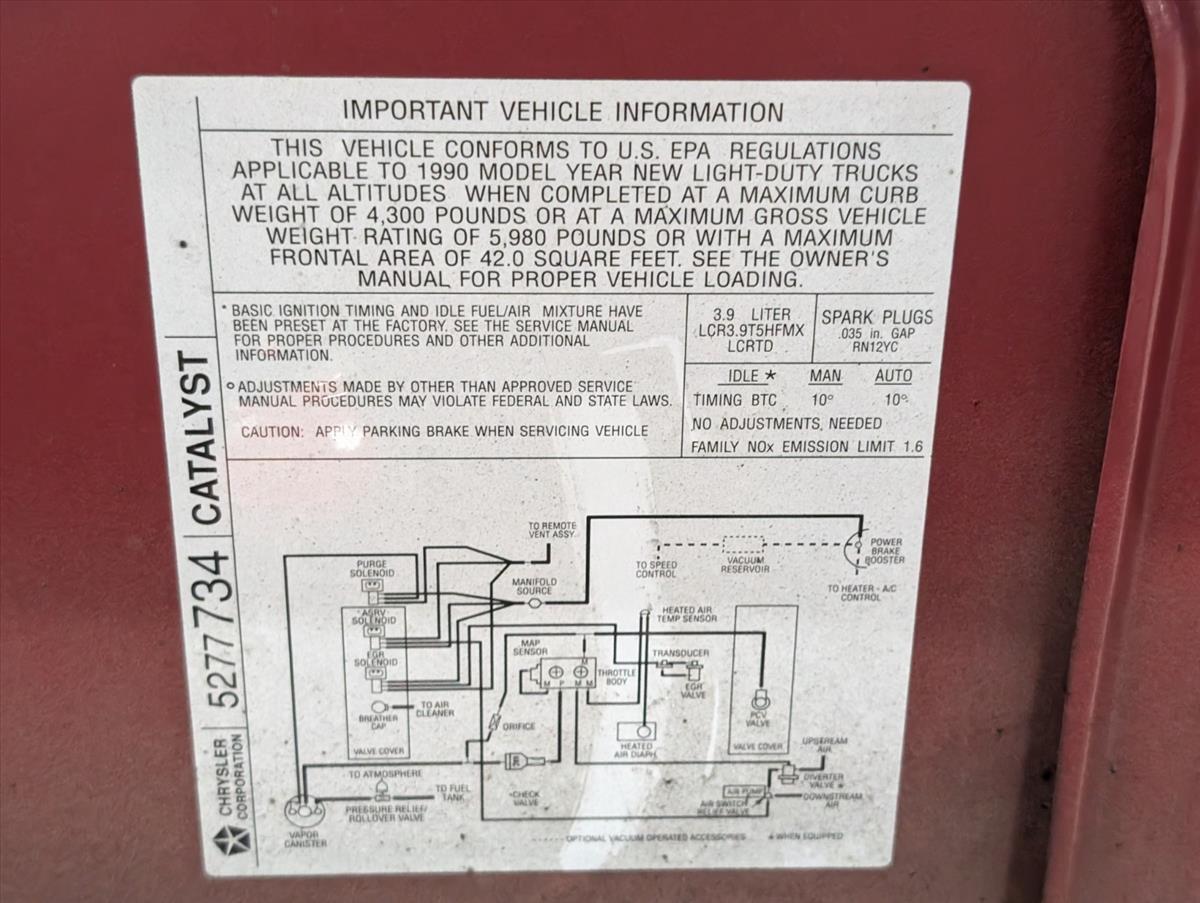 IMPORTANT VEHICLE INFORMATION
THIS VEHICLE CONFORMS TO U.S. EPA REGULATIONS
APPLICABLE TO 1990 MODEL YEAR NEW LIGHT-DUTY TRUCKS
AT ALL ALTITUDES WHEN COMPLETED AT A MAXIMUM CURB
WEIGHT OF 4,300 POUNDS OR AT A MAXIMUM GROSS VEHICLE
WEIGHT RATING OF 5,980 POUNDS OR WITH A MAXIMUM
FRONTAL AREA OF 42.0 SQUARE FEET. SEE THE OWNER'S
MANUAL FOR PROPER VEHICLE LOADING.
* BASIC IGNITION TIMING AND IDLE FUEL/AIR MIXTURE HAVE
BEEN PRESET AT THE FACTORY. SEE THE SERVICE MANUAL
FOR PROPER PROCEDURES AND OTHER ADDITIONAL
INFORMATION.
° ADJUSTMENTS MADE BY OTHER THAN APPROVED SERVICE
MANUAL PROCEDURES MAY VIOLATE FEDERAL AND STATE LAWS.
CAUTION: APPLY PARKING BRAKE WHEN SERVICING VEHICLE
3.9 LITER
LCR3.9T5HFMX
LCRTD
SPARK PLUGS
.035 in. GAP
RN12YC
IDLE * MAN AUTO
TIMING BTC 10° 10°
NO ADJUSTMENTS NEEDED
FAMILY NOx EMISSION LIMIT 1.6
CATALYST
5277734
CHRYSLER
CORPORATION
TO REMOTE
VENT ASSY.
PURGE
SOLENOID
MANIFOLD
SOURCE
TO SPEED
CONTROL
VACUUM
RESERVOIR
POWER
BRAKE
BOOSTER
TO HEATER - A/C
CONTROL
ASRV
SOLENOID
EGR
SOLENOID
HEATED AIR
TEMP SENSOR
MAP
SENSOR
M
M P M M
THROTTLE
BODY
TRANSDUCER
EGR
VALVE
PCV
VALVE
BREATHER
CAP
TO AIR
CLEANER
ORIFICE
HEATED
AIR DIAPH.
VALVE COVER
VALVE COVER
UPSTREAM
AIR
DIVERTER
VALVE *
TO ATMOSPHERE
TO FUEL
TANK
PRESSURE RELIEF/
ROLLOVER VALVE
CHECK
VALVE
AIR PUMP
AIR SWITCH
RELIEF VALVE
DOWNSTREAM
AIR
VAPOR
CANISTER
------ OPTIONAL VACUUM OPERATED ACCESSORIES * WHEN EQUIPPED